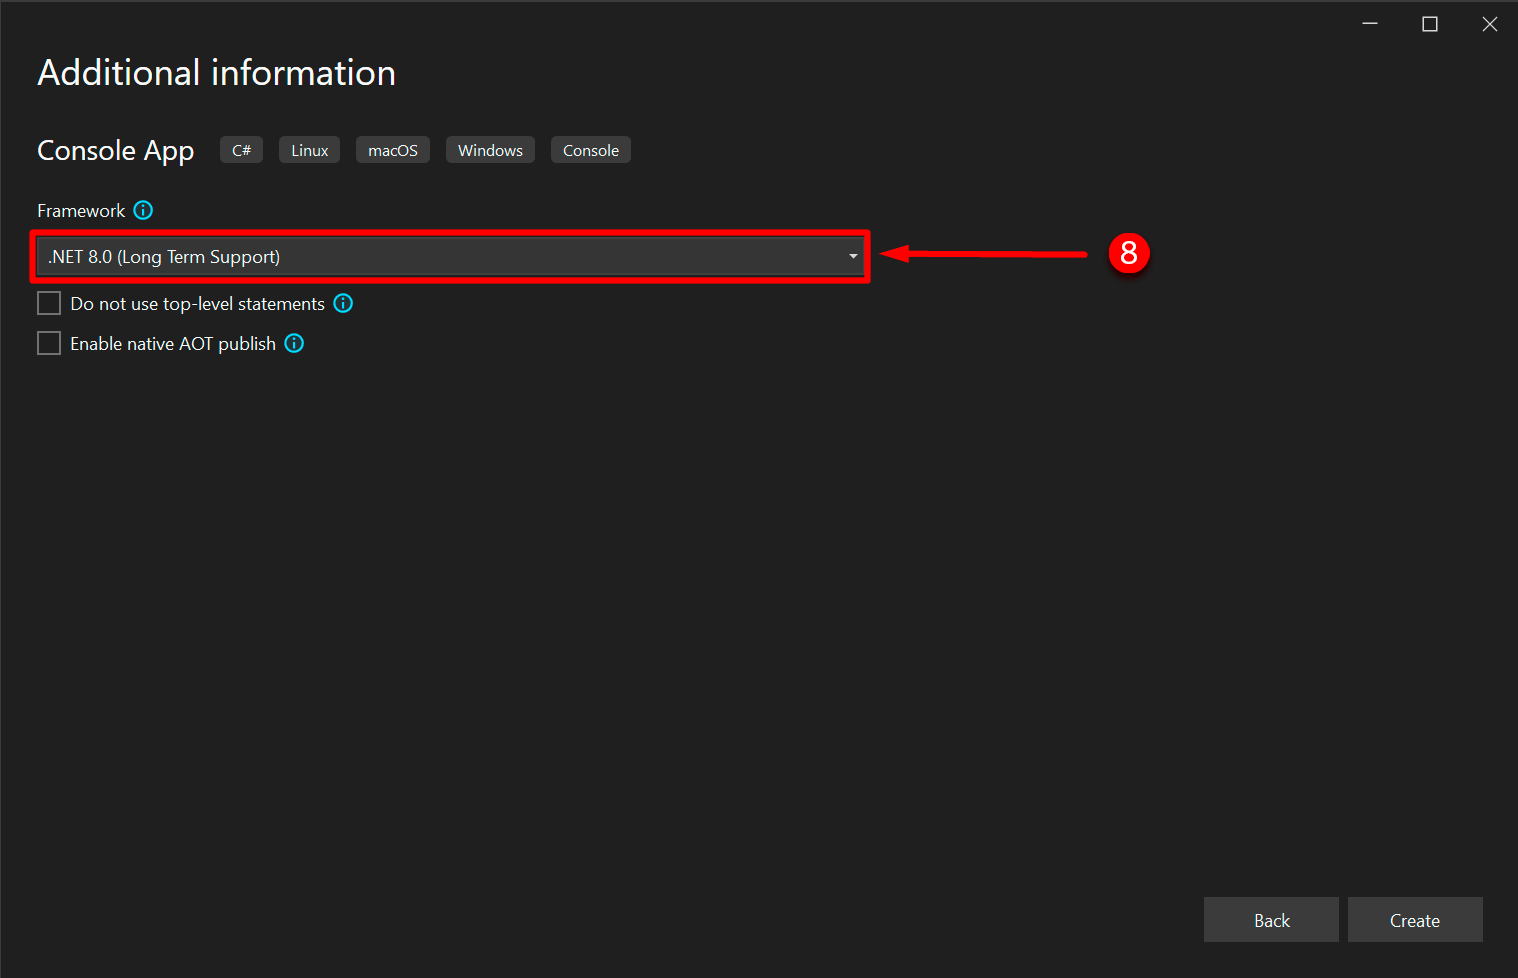 Additional information
Console App C# Linux macOS Windows Console
Framework
.NET 8.0 (Long Term Support)
8
Do not use top-level statements
Enable native AOT publish
Back Create